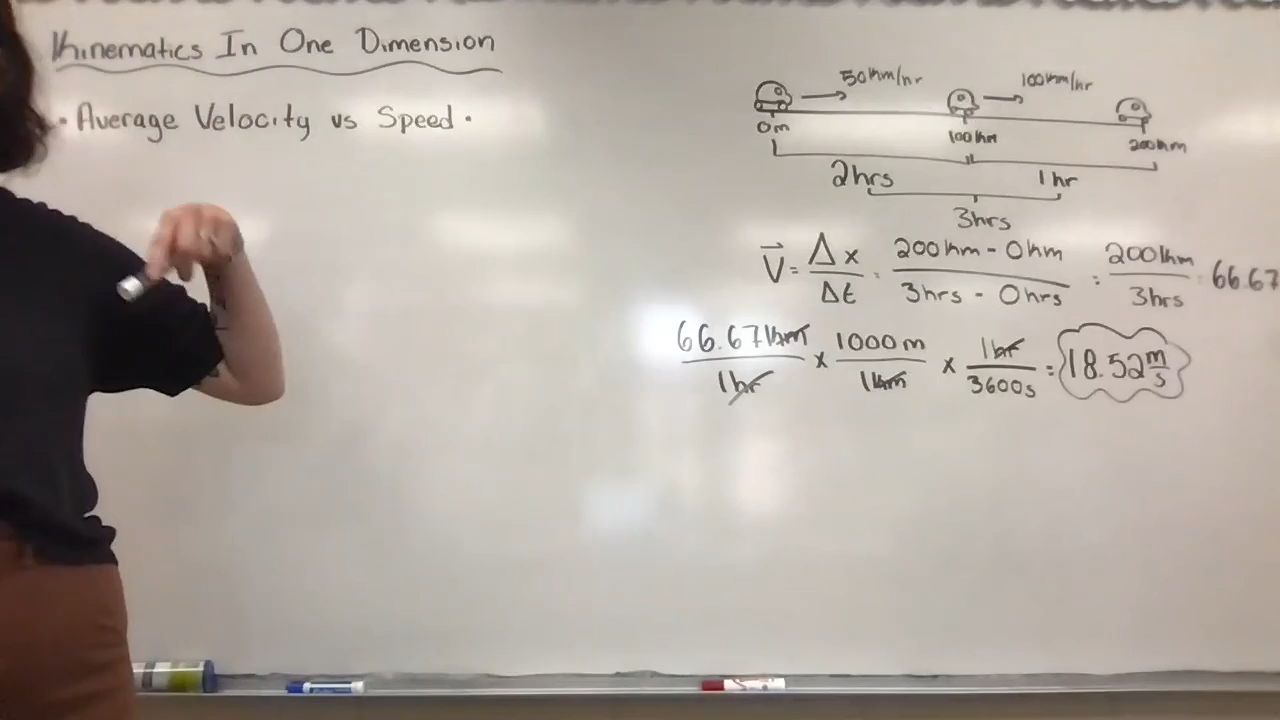 Kinematics In One Dimension
• Average Velocity vs Speed •
50km/hr 100km/hr
0m 100km 200km
2hrs 1hr
3hrs
V = Δx/Δt = 200km - 0km / 3hrs - 0hrs = 200km/3hrs = 66.67
66.67km/1hr x 1000m/1km x 1hr/3600s = 18.52 m/s